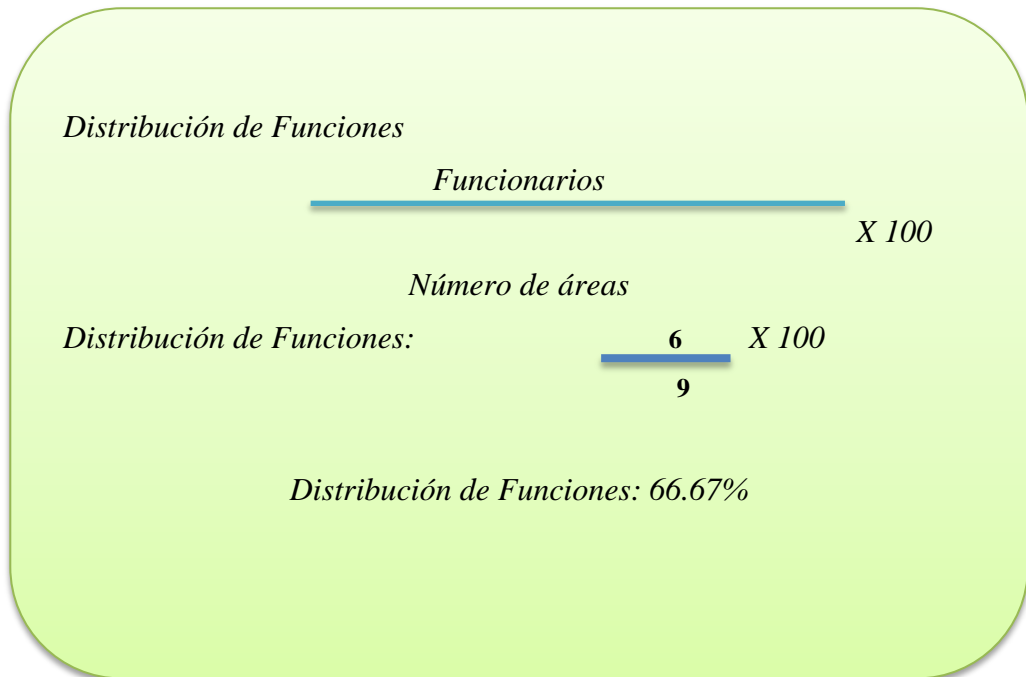 Distribución de Funciones
Funcionarios
X 100
Número de áreas
Distribución de Funciones: 6 X 100
9
Distribución de Funciones: 66.67%